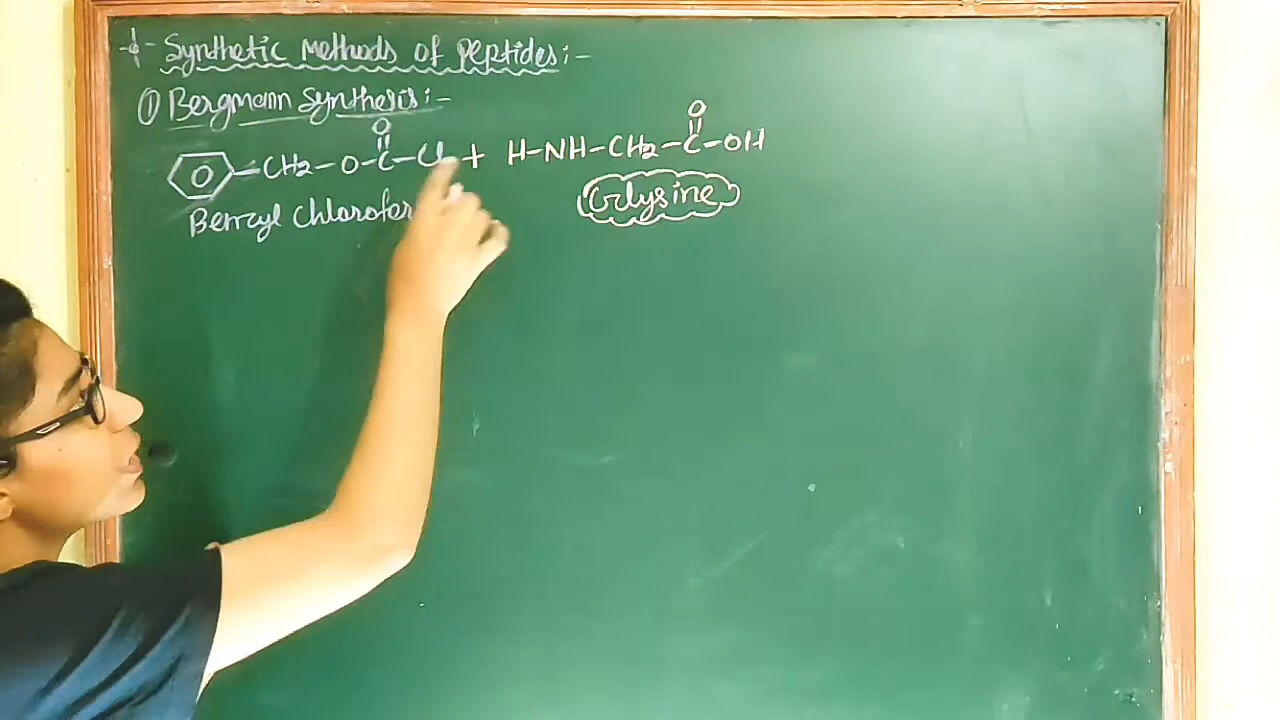 Synthetic Methods of Peptides:-
① Bergmann Synthesis:-
O O
CH2-O-C-Cl + H-NH-CH2-C-OH
Benzyl Chlorofor Glysine